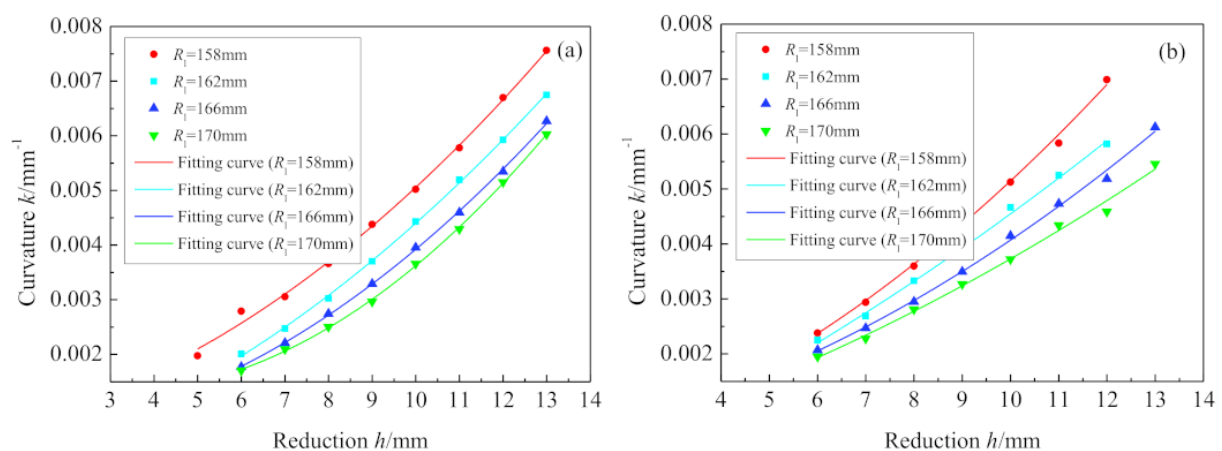 0.008
0.007
0.006
0.005
0.004
0.003
0.002
Curvature k/mm⁻¹
R₁=158mm
R₁=162mm
R₁=166mm
R₁=170mm
Fitting curve (R₁=158mm)
Fitting curve (R₁=162mm)
Fitting curve (R₁=166mm)
Fitting curve (R₁=170mm)
(a)
3 4 5 6 7 8 9 10 11 12 13 14
Reduction h/mm
0.008
0.007
0.006
0.005
0.004
0.003
0.002
Curvature k/mm⁻¹
R₁=158mm
R₁=162mm
R₁=166mm
R₁=170mm
Fitting curve (R₁=158mm)
Fitting curve (R₁=162mm)
Fitting curve (R₁=166mm)
Fitting curve (R₁=170mm)
(b)
3 4 5 6 7 8 9 10 11 12 13 14
Reduction h/mm